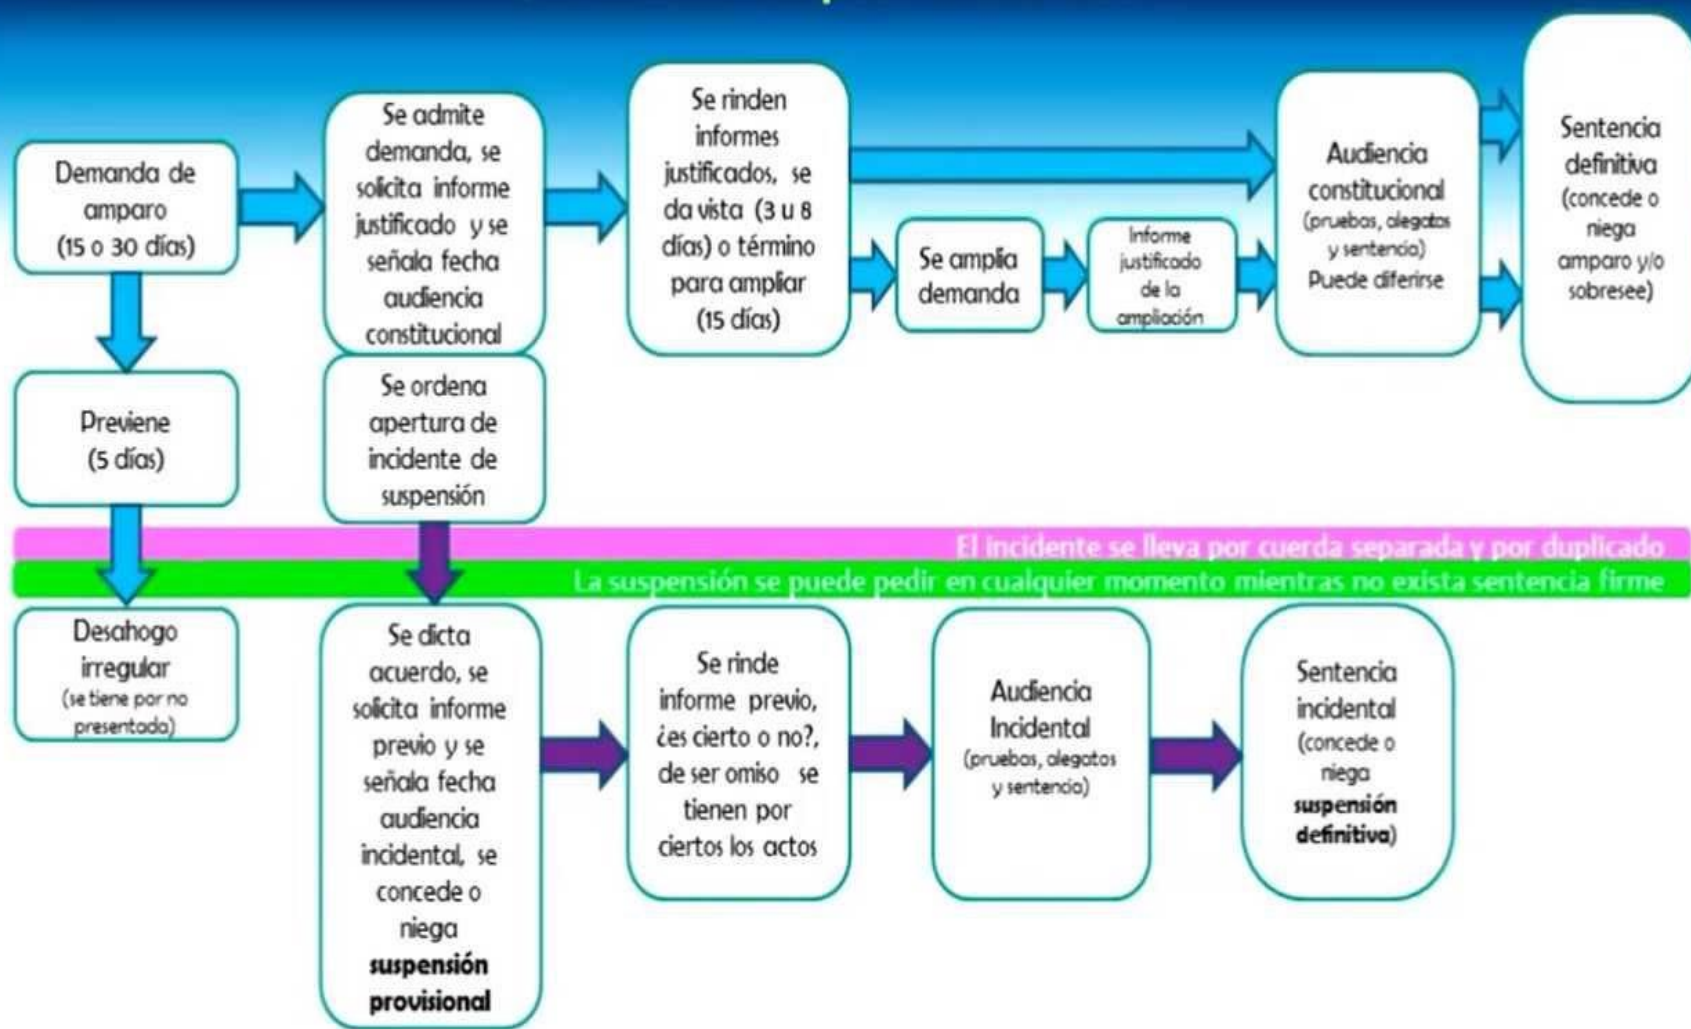 Demanda de
amparo
(15 o 30 días)
Se admite
demanda, se
solicita informe
justificado y se
señala fecha
audiencia
constitucional
Se rinden
informes
justificados, se
da vista (3 u 8
días) o término
para ampliar
(15 días)
Se amplia
demanda
Informe
justificado
de la
ampliación
Audiencia
constitucional
(pruebas, alegatos
y sentencia)
Puede diferirse
Sentencia
definitiva
(concede o
niega
amparo y/o
sobresee)
Previene
(5 días)
Se ordena
apertura de
incidente de
suspensión
El incidente se lleva por cuerda separada y por duplicado
La suspensión se puede pedir en cualquier momento mientras no exista sentencia firme
Desahogo
irregular
(se tiene por no
presentada)
Se dicta
acuerdo, se
solicita informe
previo y se
señala fecha
audiencia
incidental, se
concede o
niega
suspensión
provisional
Se rinde
informe previo,
¿es cierto o no?,
de ser omiso se
tienen por
ciertos los actos
Audiencia
Incidental
(pruebas, alegatos
y sentencia)
Sentencia
incidental
(concede o
niega
suspensión
definitiva)